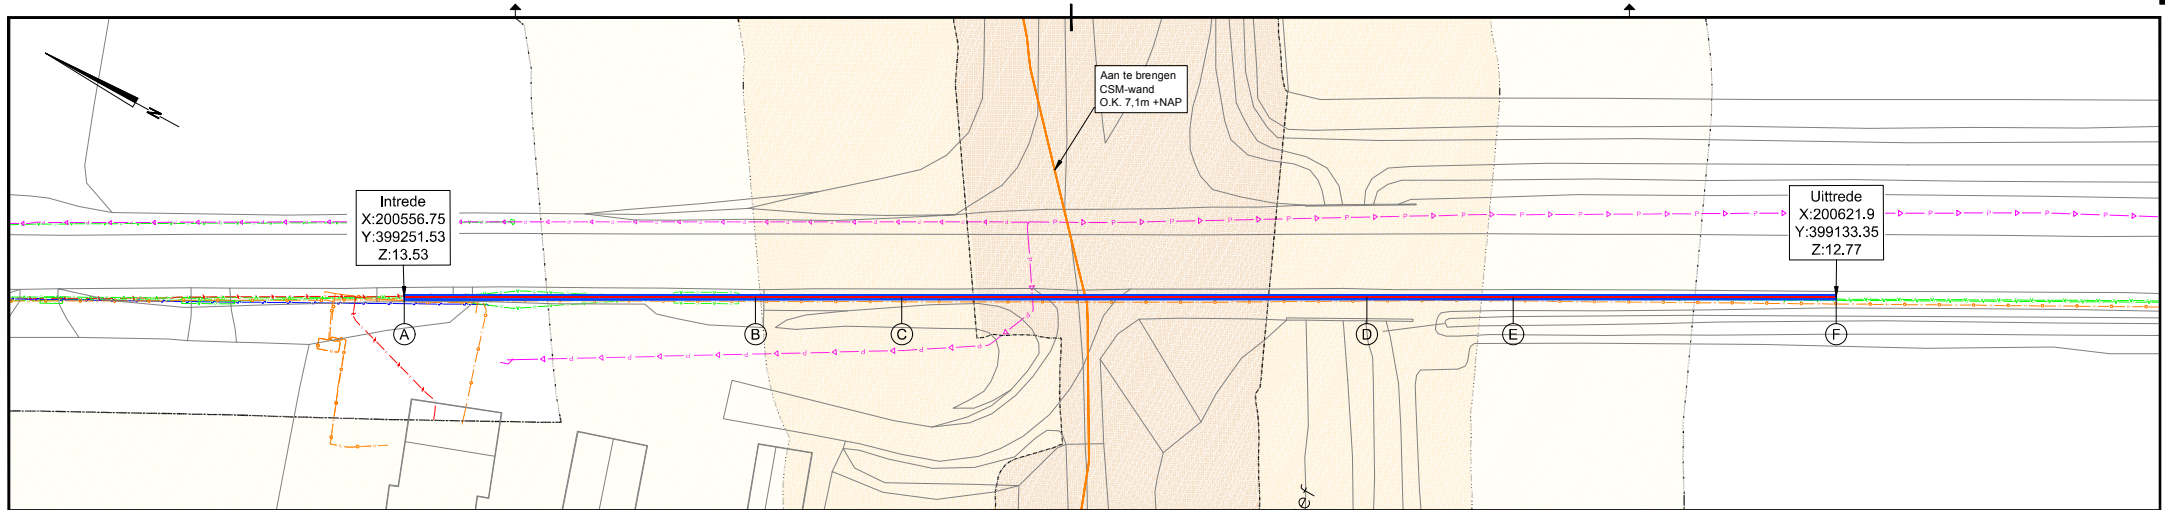 N
Aan te brengen
CSM-wand
O.K. 7,1m +NAP
Intrede
X:200556.75
Y:399251.53
Z:13.53
Uittrede
X:200621.9
Y:399133.35
Z:12.77
A
B
C
D
E
F
ef